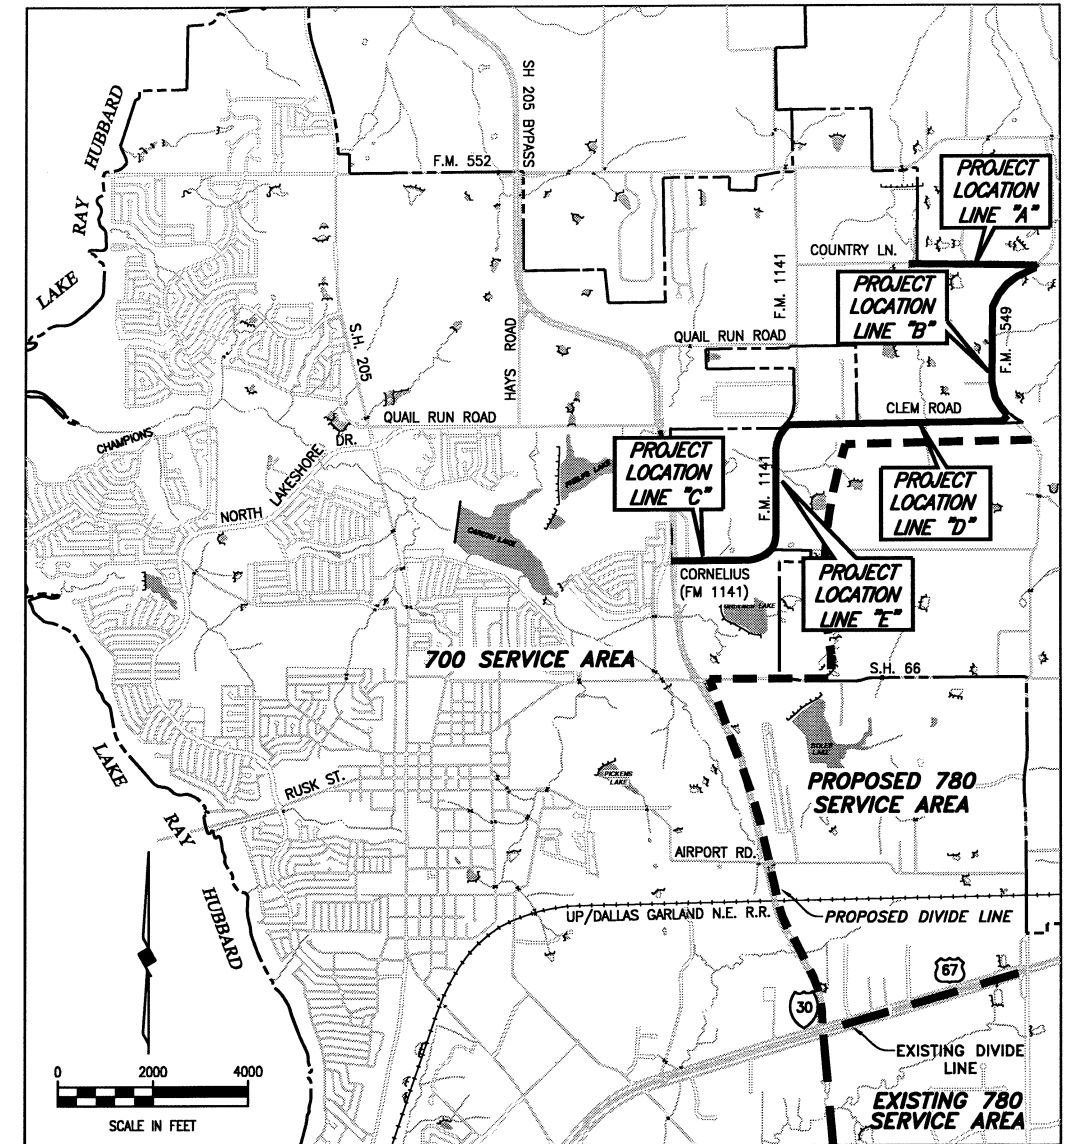 HUBBARD
RAY
LAKE
SH 205 BYPASS
F.M. 552
PROJECT
LOCATION
LINE "A"
COUNTRY LN.
F.M. 1141
PROJECT
LOCATION
LINE "B"
F.M. 549
S.H. 205
HAYS ROAD
QUAIL RUN ROAD
QUAIL RUN ROAD
CLEM ROAD
CHAMPIONS
DR.
LAKESHORE
NORTH
PROJECT
LOCATION
LINE "C"
F.M. 1141
PHELPS LAKE
PROJECT
LOCATION
LINE "D"
CORNELIUS
(FM 1141)
PROJECT
LOCATION
LINE "E"
LAKE
700 SERVICE AREA
S.H. 66
LAKE
RAY
HUBBARD
RUSK ST.
PICKENS
LAKE
LAKE
PROPOSED 780
SERVICE AREA
AIRPORT RD.
UP/DALLAS GARLAND N.E. R.R.
PROPOSED DIVIDE LINE
67
30
EXISTING DIVIDE
LINE
EXISTING 780
SERVICE AREA
0 2000 4000
SCALE IN FEET